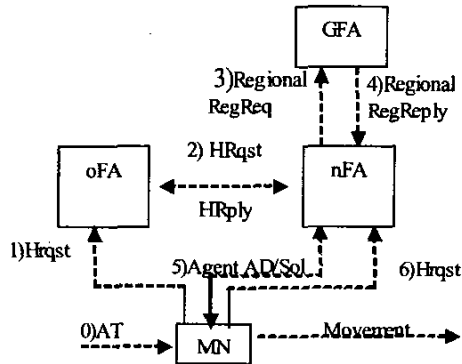 GFA
3)Regional
RegReq
4)Regional
RegReply
2) HRqst
oFA
nFA
HRply
1)Hrqst
5)Agent AD/Sol
6)Hrqst
0)AT
MN
Movement